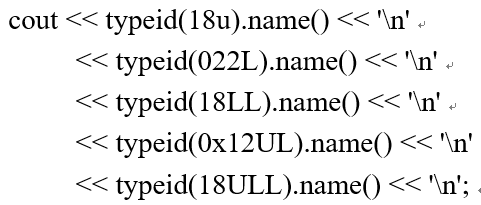 cout << typeid(18u).name() << '\n'
<< typeid(022L).name() << '\n'
<< typeid(18LL).name() << '\n'
<< typeid(0x12UL).name() << '\n'
<< typeid(18ULL).name() << '\n';